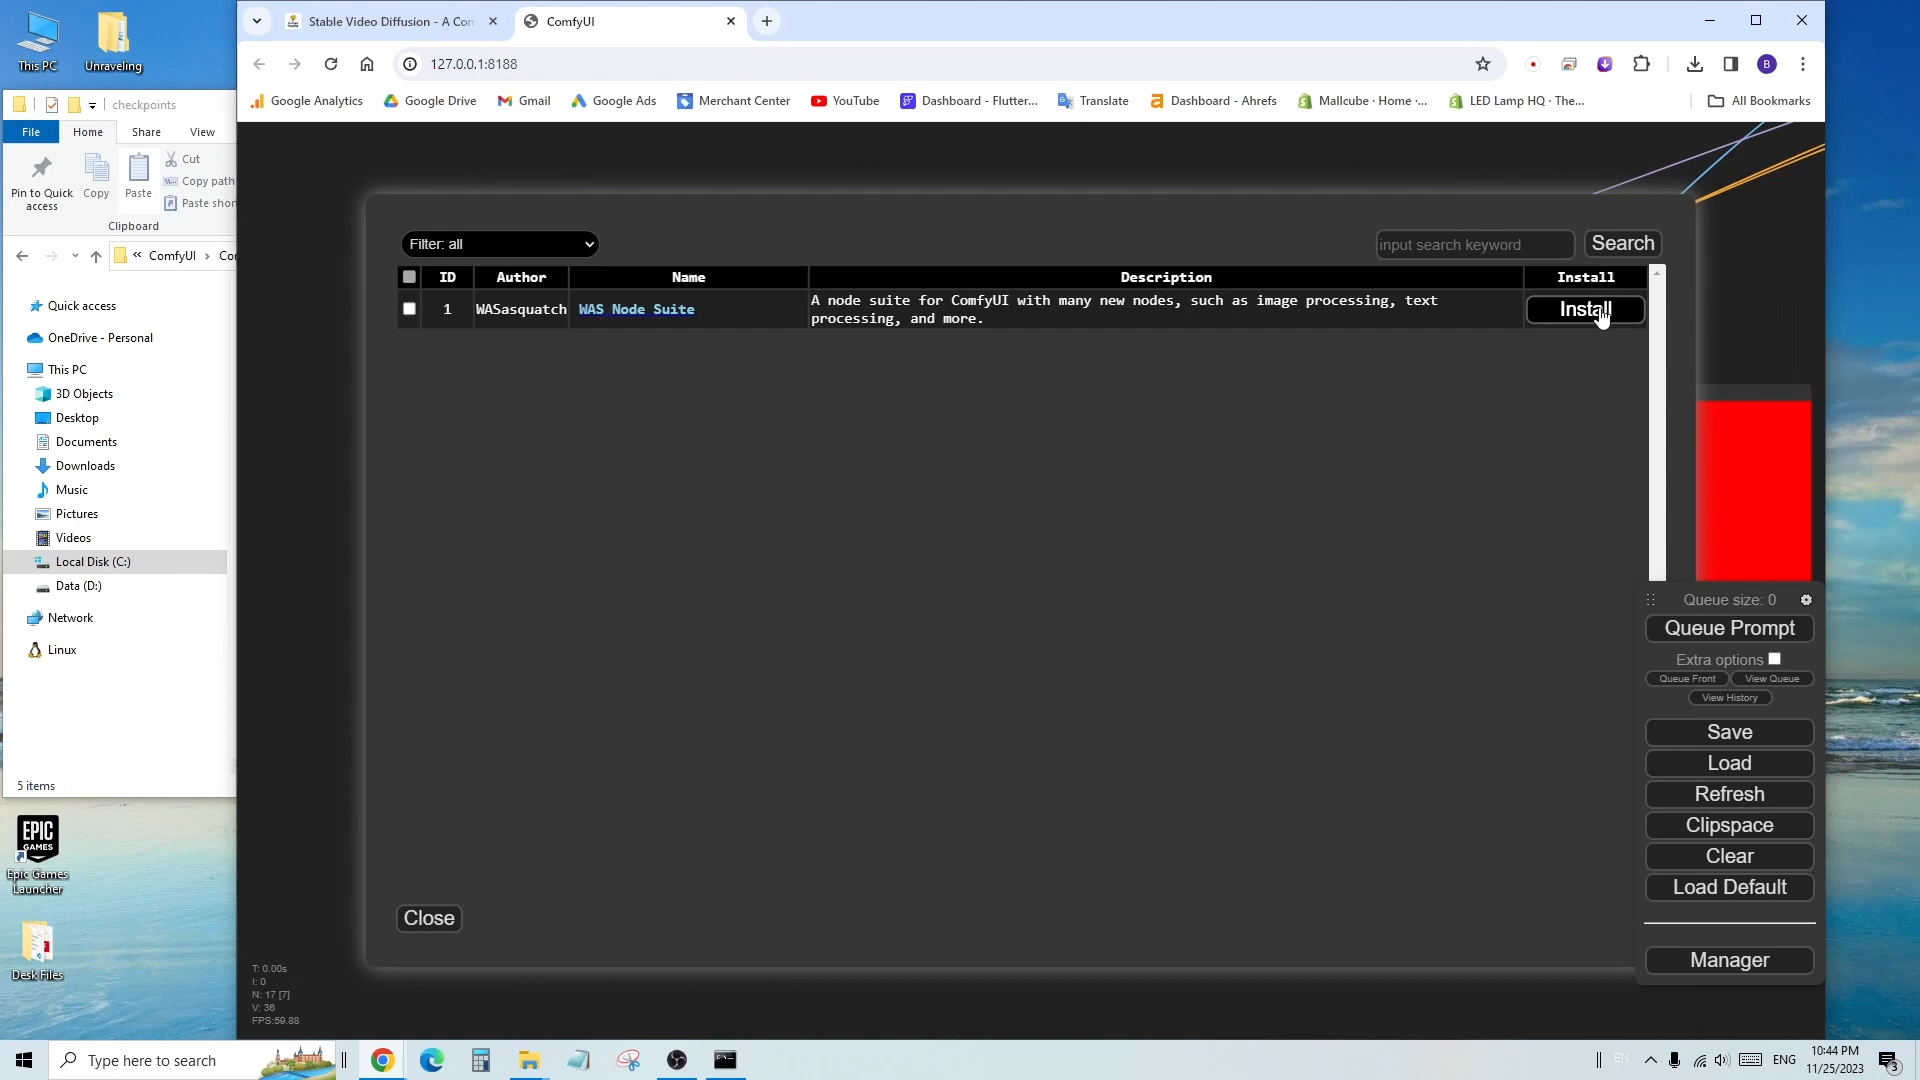 This PC
Unraveling
checkpoints
File
Home
Share
View
Pin to Quick access
Copy
Paste
Cut
Copy path
Clipboard
« ComfyUI ›
Quick access
OneDrive - Personal
This PC
3D Objects
Desktop
Documents
Downloads
Music
Pictures
Videos
Local Disk (C:)
Data (D:)
Network
Linux
5 items
EPIC GAMES
Epic Games Launcher
Desk Files
Stable Video Diffusion - A Con
ComfyUI
127.0.0.1:8188
B
Google Analytics
Google Drive
Gmail
Google Ads
Merchant Center
YouTube
Dashboard - Flutter...
Translate
Dashboard - Ahrefs
Mallcube · Home ·...
LED Lamp HQ · The...
All Bookmarks
Filter: all
input search keyword
Search
ID
Author
Name
Description
Install
1
WASasquatch
WAS Node Suite
A node suite for ComfyUI with many new nodes, such as image processing, text
processing, and more.
Install
Close
Queue size: 0
Queue Prompt
Extra options
Queue Front
View Queue
View History
Save
Load
Refresh
Clipspace
Clear
Load Default
Manager
T: 0.00s
I: 0
N: 17 [7]
V: 36
FPS:59.88
Type here to search
EN
ENG
10:44 PM
11/25/2023
3